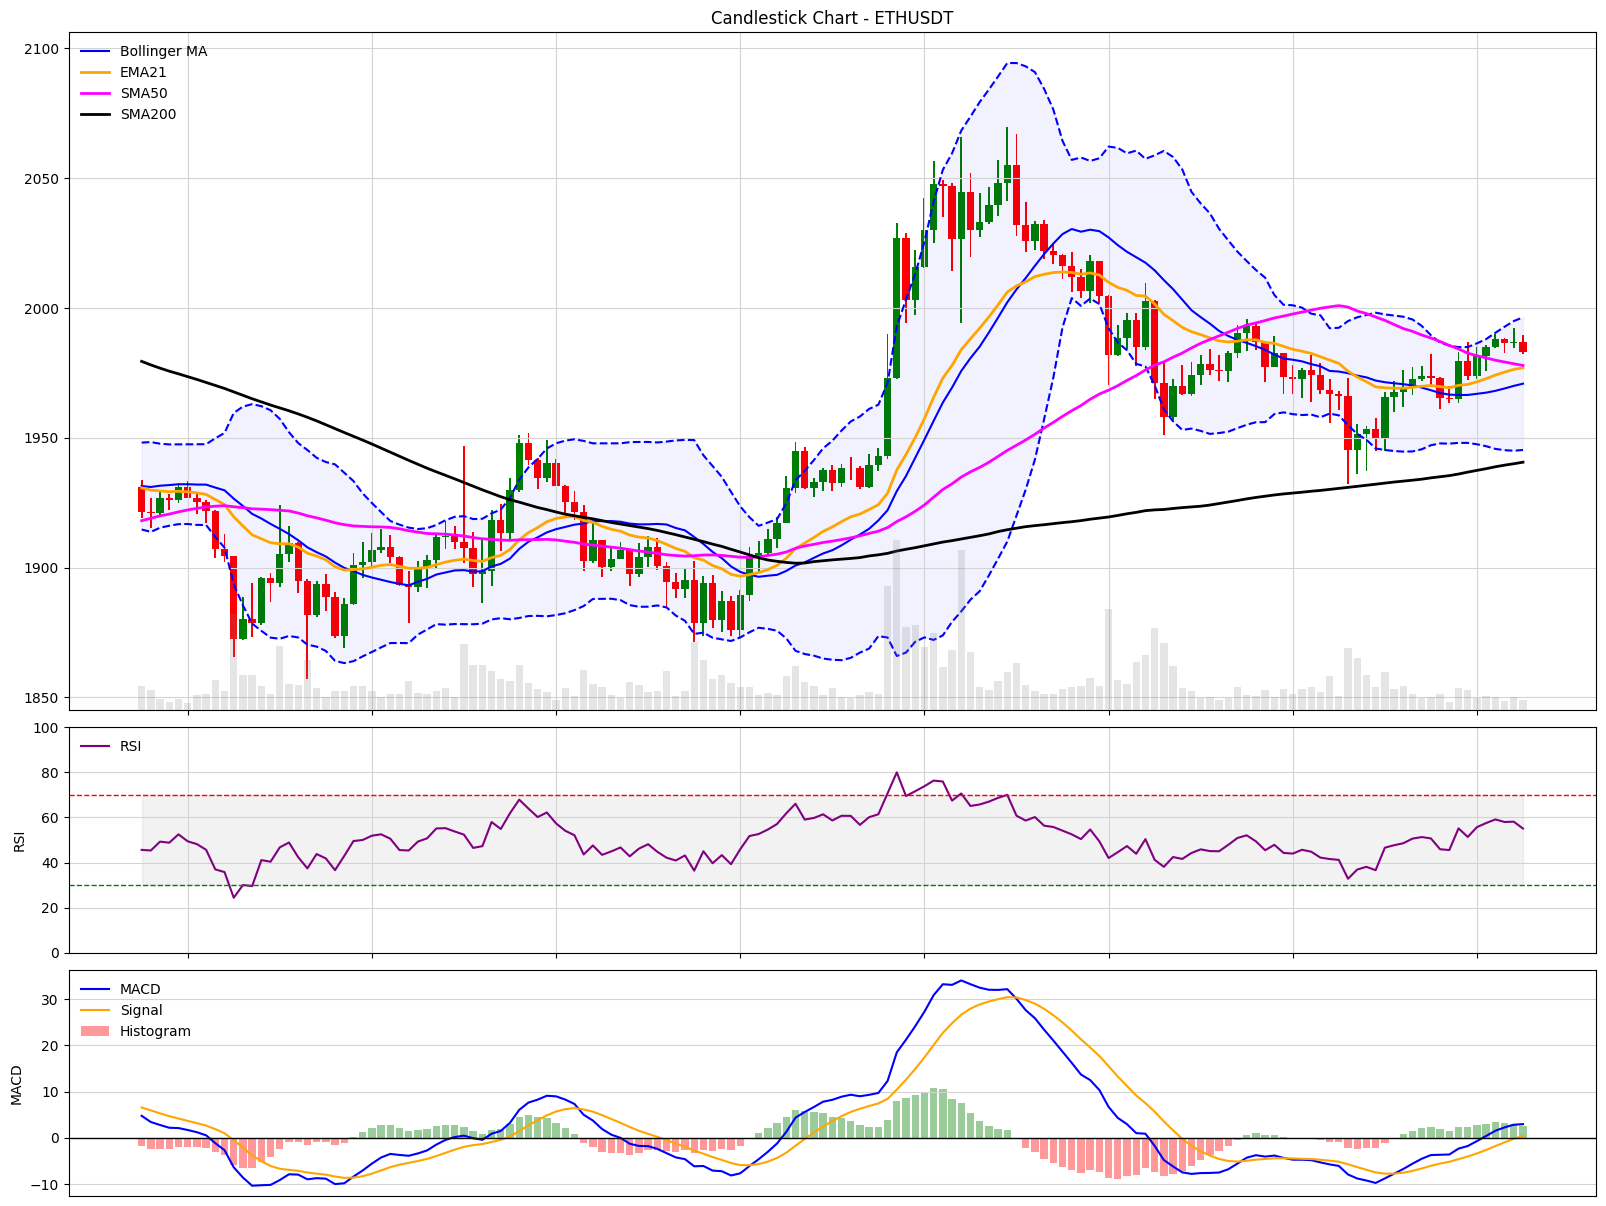 Candlestick Chart - ETHUSDT
2100
2050
2000
1950
1900
1850
Bollinger MA
EMA21
SMA50
SMA200
100
80
60
40
20
0
RSI
RSI
30
20
10
0
−10
MACD
MACD
Signal
Histogram